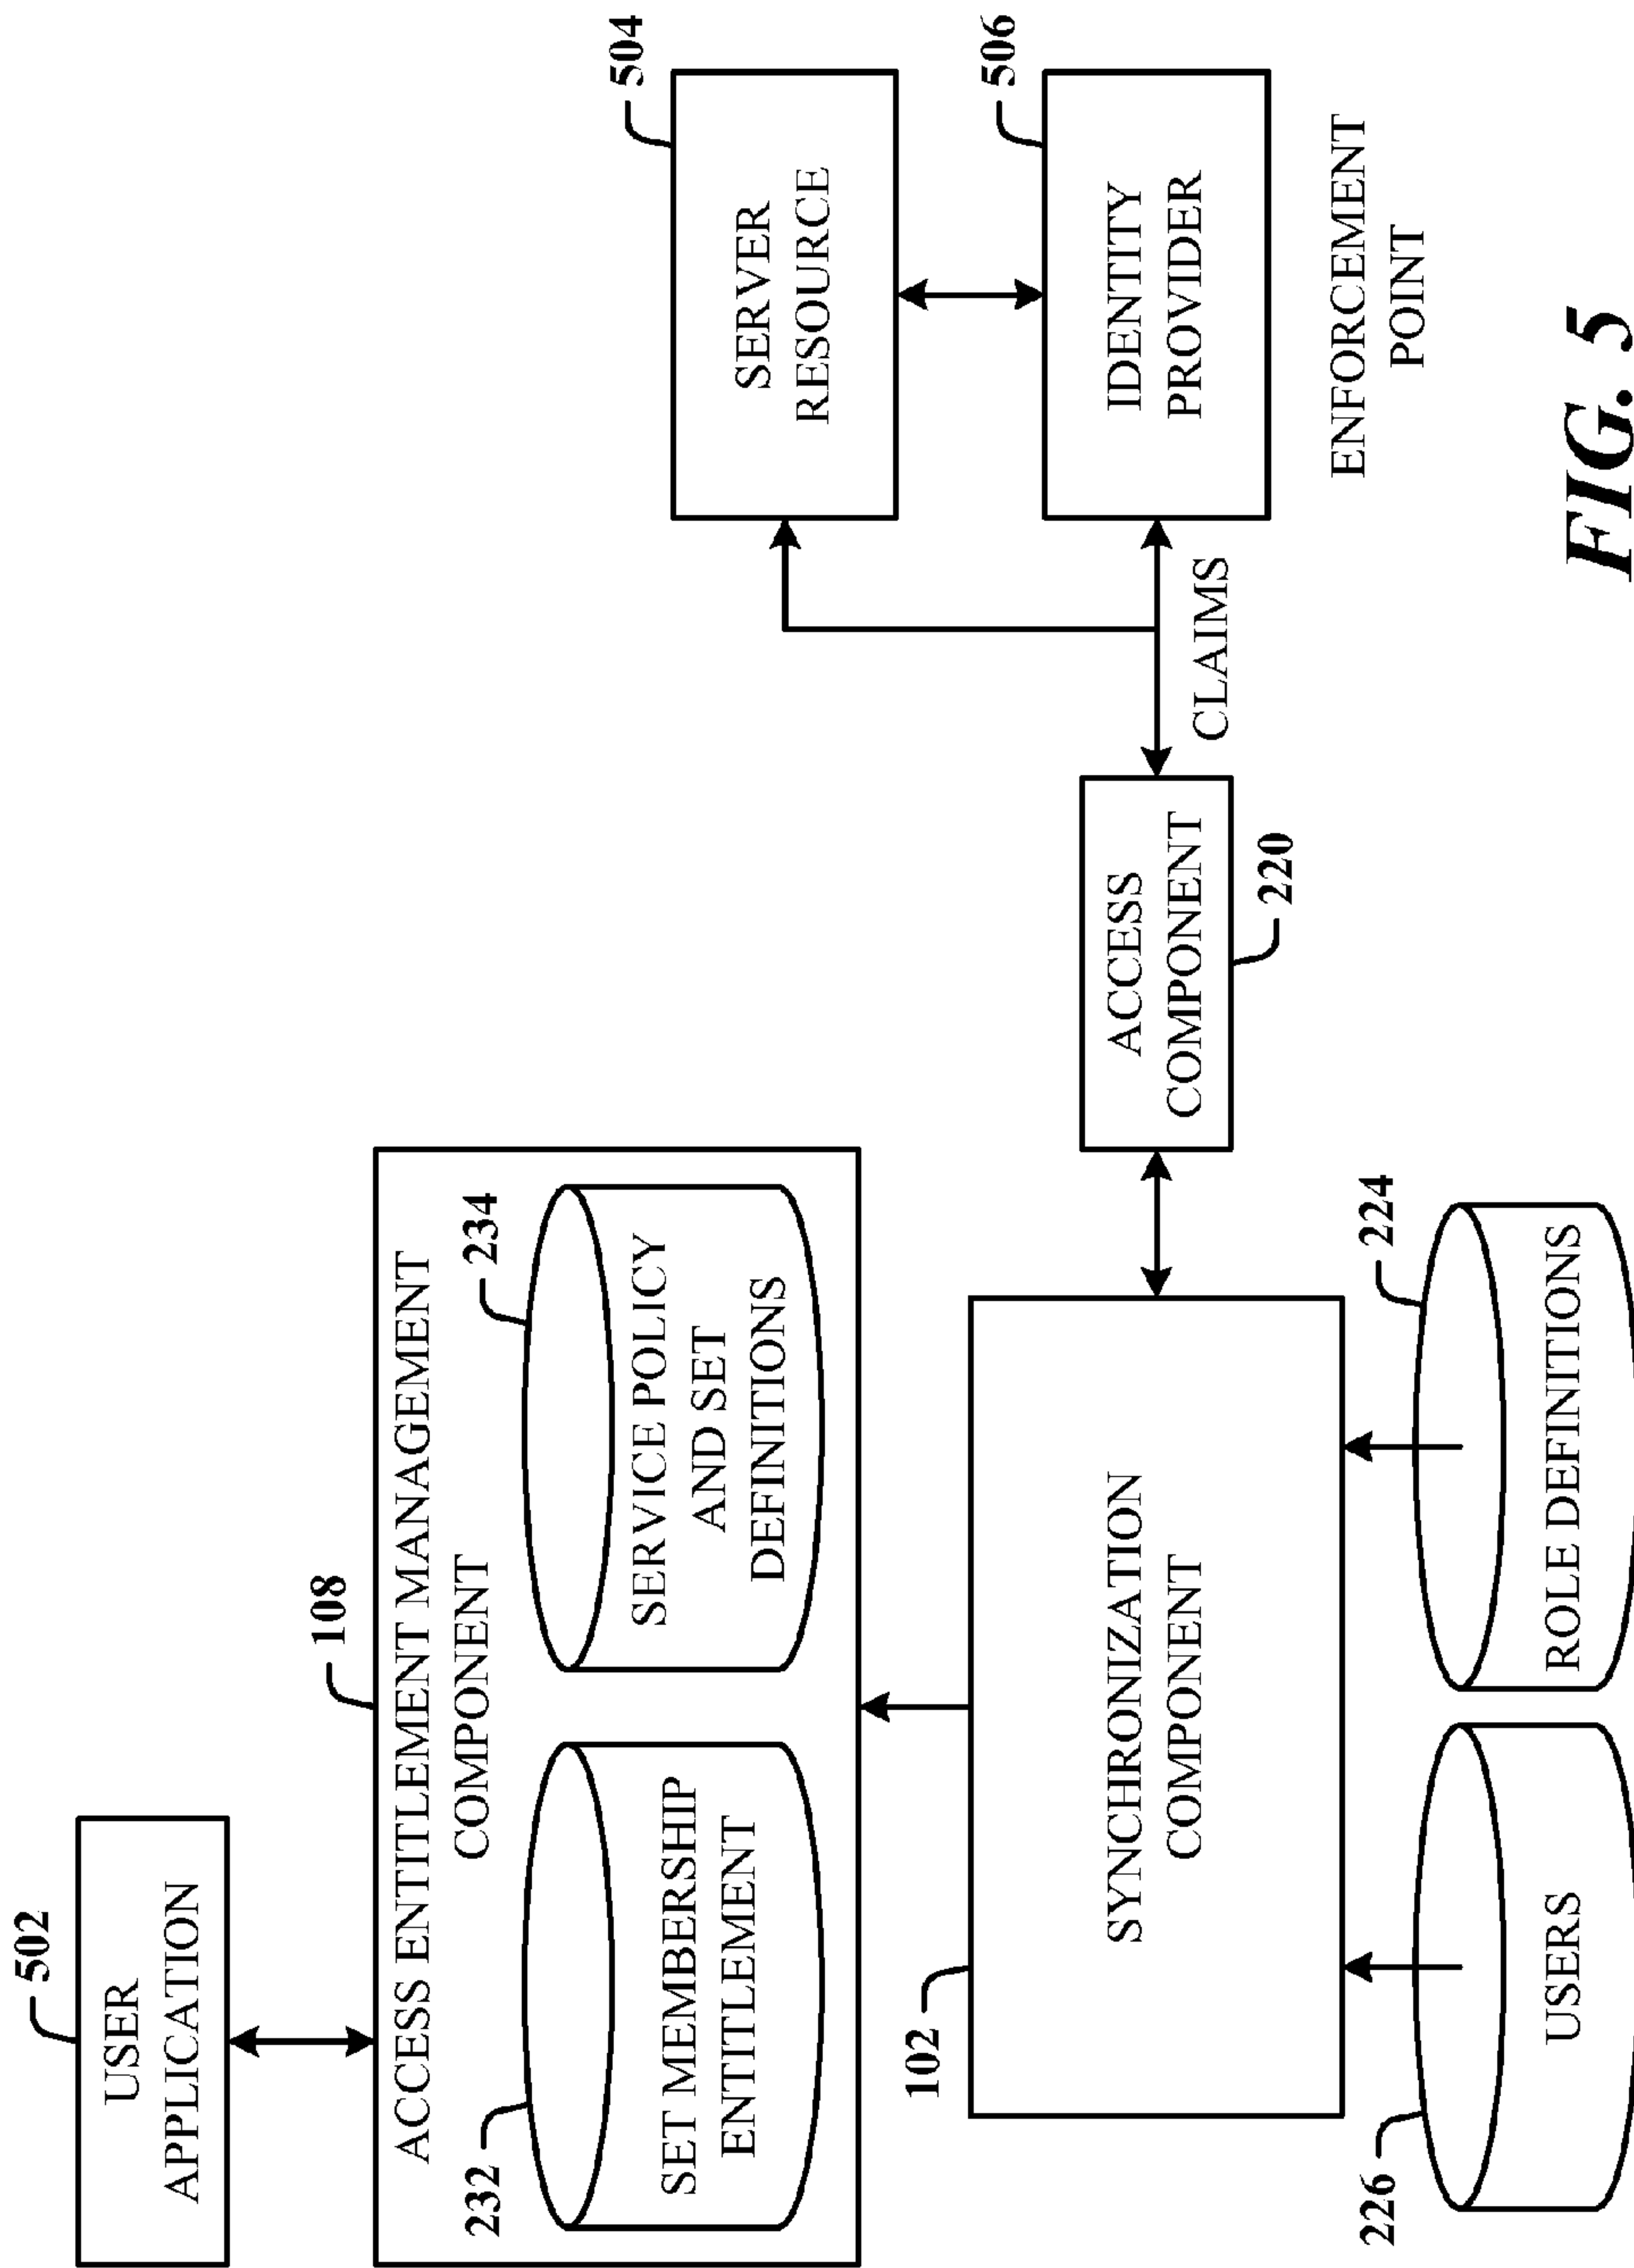 502
USER
APPLICATION
108
ACCESS ENTITLEMENT MANAGEMENT
COMPONENT
232
SET MEMBERSHIP
ENTITLEMENT
234
SERVICE POLICY
AND SET
DEFINITIONS
504
SERVER
RESOURCE
506
IDENTITY
PROVIDER
ENFORCEMENT
POINT
CLAIMS
ACCESS
COMPONENT
220
102
SYNCHRONIZATION
COMPONENT
226
USERS
224
ROLE DEFINITIONS
FIG. 5